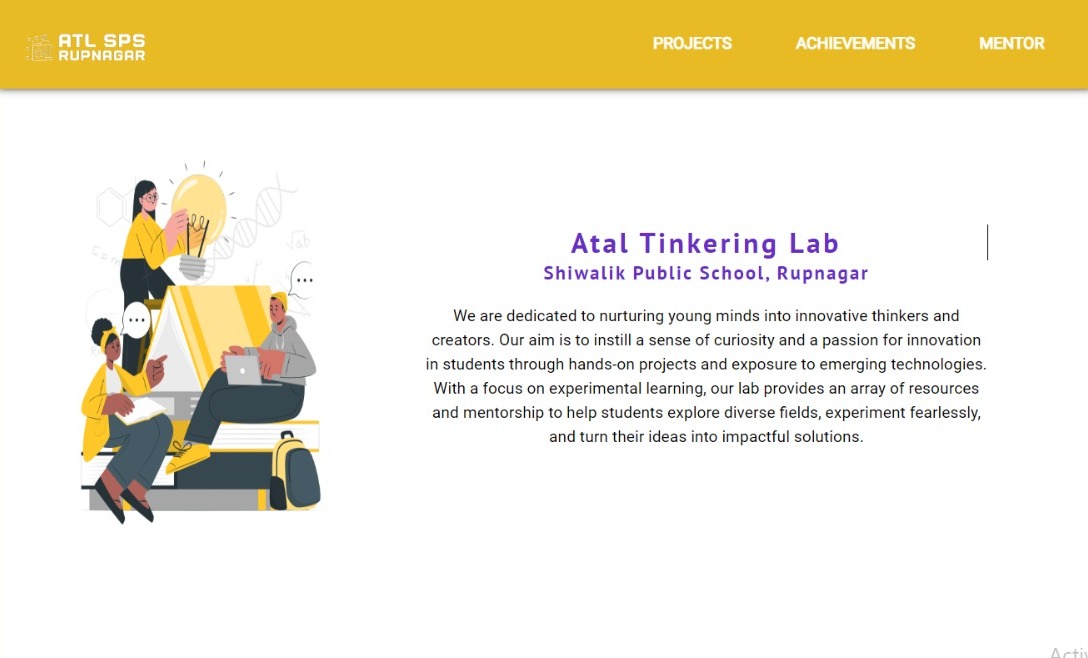 ATL SPS
RUPNAGAR
PROJECTS
ACHIEVEMENTS
MENTOR
Atal Tinkering Lab
Shiwalik Public School, Rupnagar
We are dedicated to nurturing young minds into innovative thinkers and
creators. Our aim is to instill a sense of curiosity and a passion for innovation
in students through hands-on projects and exposure to emerging technologies.
With a focus on experimental learning, our lab provides an array of resources
and mentorship to help students explore diverse fields, experiment fearlessly,
and turn their ideas into impactful solutions.